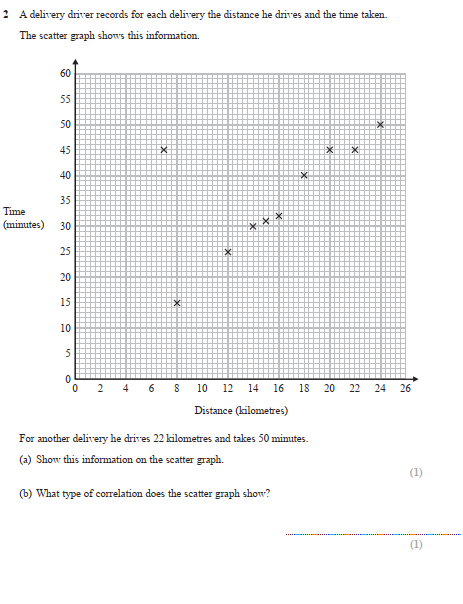 2 A delivery driver records for each delivery the distance he drives and the time taken.
The scatter graph shows this information.
60
55
50
45
40
35
Time
(minutes)
30
25
20
15
10
5
0
0 2 4 6 8 10 12 14 16 18 20 22 24 26
Distance (kilometres)
For another delivery he drives 22 kilometres and takes 50 minutes.
(a) Show this information on the scatter graph.
(1)
(b) What type of correlation does the scatter graph show?
(1)